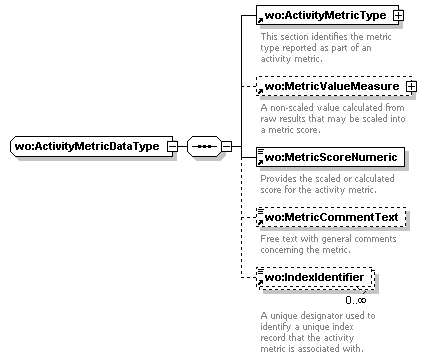 wo:ActivityMetricType
This section identifies the metric
type reported as part of an
activity metric.
wo:MetricValueMeasure
A non-scaled value calculated from
raw results that may be scaled into
a metric score.
wo:ActivityMetricDataType
wo:MetricScoreNumeric
Provides the scaled or calculated
score for the activity metric.
wo:MetricCommentText
Free text with general comments
concerning the metric.
wo:IndexIdentifier
0..∞
A unique designator used to
identify a unique index
record that the activity
metric is associated with.